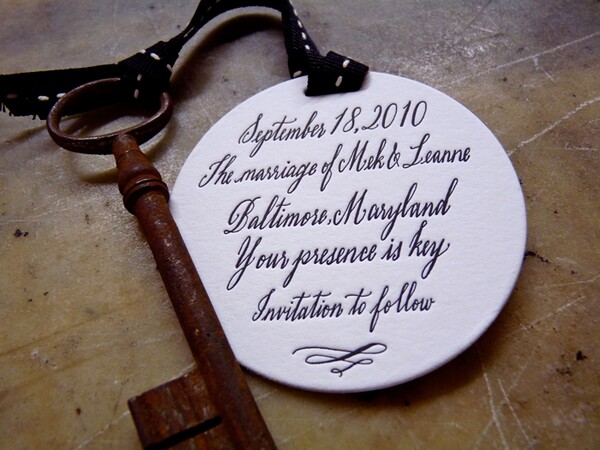 September 18, 2010
The marriage of Mek & Leanne
Baltimore, Maryland
Your presence is key
Invitation to follow